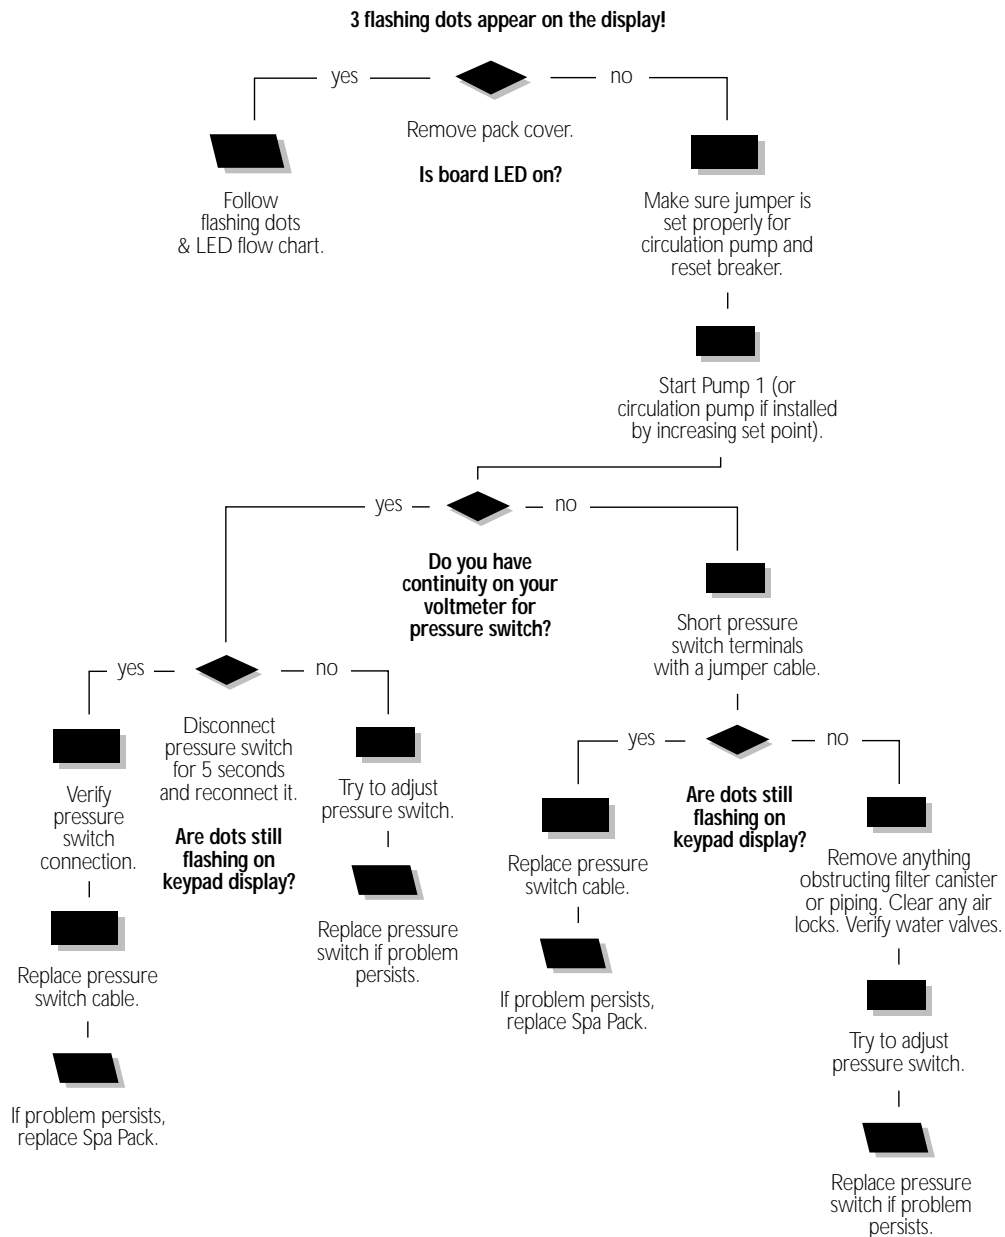 3 flashing dots appear on the display!
yes
no
Remove pack cover.
Is board LED on?
Follow
flashing dots
& LED flow chart.
Make sure jumper is
set properly for
circulation pump and
reset breaker.
Start Pump 1 (or
circulation pump if installed
by increasing set point).
yes
no
Do you have
continuity on your
voltmeter for
pressure switch?
Short pressure
switch terminals
with a jumper cable.
yes
no
Disconnect
pressure switch
for 5 seconds
and reconnect it.
Are dots still
flashing on
keypad display?
Verify
pressure
switch
connection.
Replace pressure
switch cable.
If problem persists,
replace Spa Pack.
Try to adjust
pressure switch.
Replace pressure
switch if problem
persists.
yes
no
Are dots still
flashing on
keypad display?
Replace pressure
switch cable.
If problem persists,
replace Spa Pack.
Remove anything
obstructing filter canister
or piping. Clear any air
locks. Verify water valves.
Try to adjust
pressure switch.
Replace pressure
switch if problem
persists.